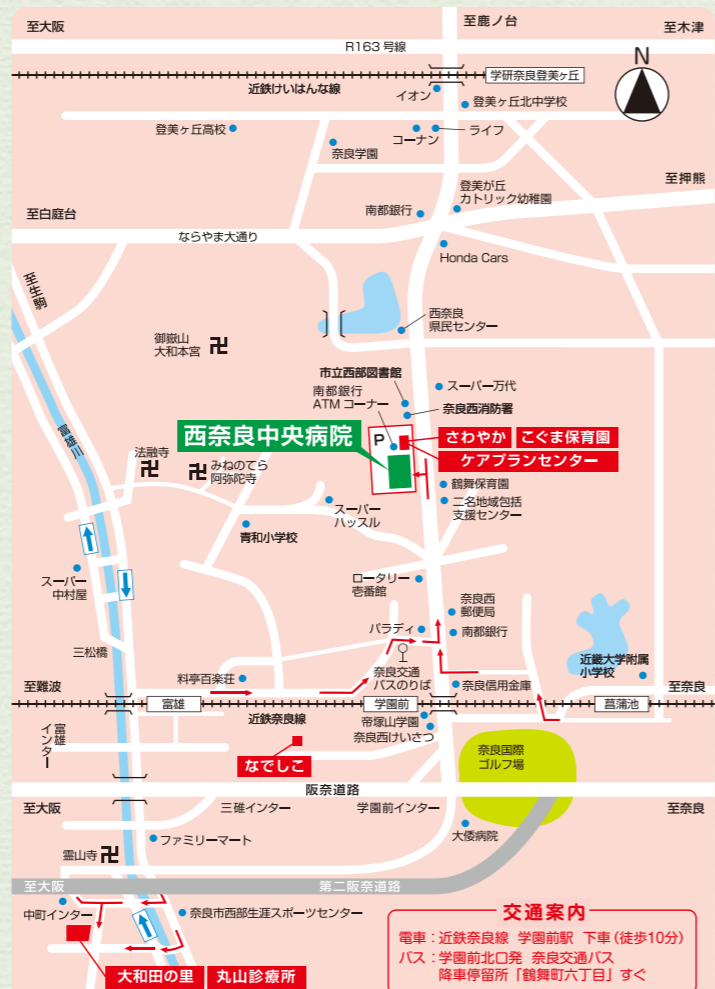 至大阪
至鹿ノ台
至木津
R163号線
N
学研奈良登美ヶ丘
近鉄けいはんな線
イオン
登美ヶ丘北中学校
登美ヶ丘高校
コーナン
ライフ
奈良学園
至押熊
登美が丘
カトリック幼稚園
南都銀行
至白庭台
ならやま大通り
Honda Cars
至生駒
西奈良
県民センター
御嶽山
大和本宮
市立西部図書館
スーパー万代
南都銀行
ATMコーナー
奈良西消防署
西奈良中央病院
P
さわやか
こぐま保育園
ケアプランセンター
富雄川
法融寺
みねのてら
阿弥陀寺
鶴舞保育園
スーパー
ハッスル
二名地域包括
支援センター
青和小学校
スーパー
中村屋
ロータリー
壱番館
奈良西
郵便局
パラディ
南都銀行
三松橋
近畿大学附属
小学校
奈良交通
バスのりば
料亭百楽荘
奈良信用金庫
至難波
至奈良
富雄
学園前
菖蒲池
近鉄奈良線
帝塚山学園
奈良西けいさつ
富雄
インター
なでしこ
奈良国際
ゴルフ場
阪奈道路
至大阪
三碓インター
学園前インター
至奈良
大倭病院
ファミリーマート
霊山寺
至大阪
第二阪奈道路
中町インター
奈良市西部生涯スポーツセンター
大和田の里
丸山診療所
交通案内
電車：近鉄奈良線 学園前駅 下車(徒歩10分)
バス：学園前北口発 奈良交通バス
降車停留所「鶴舞町六丁目」すぐ